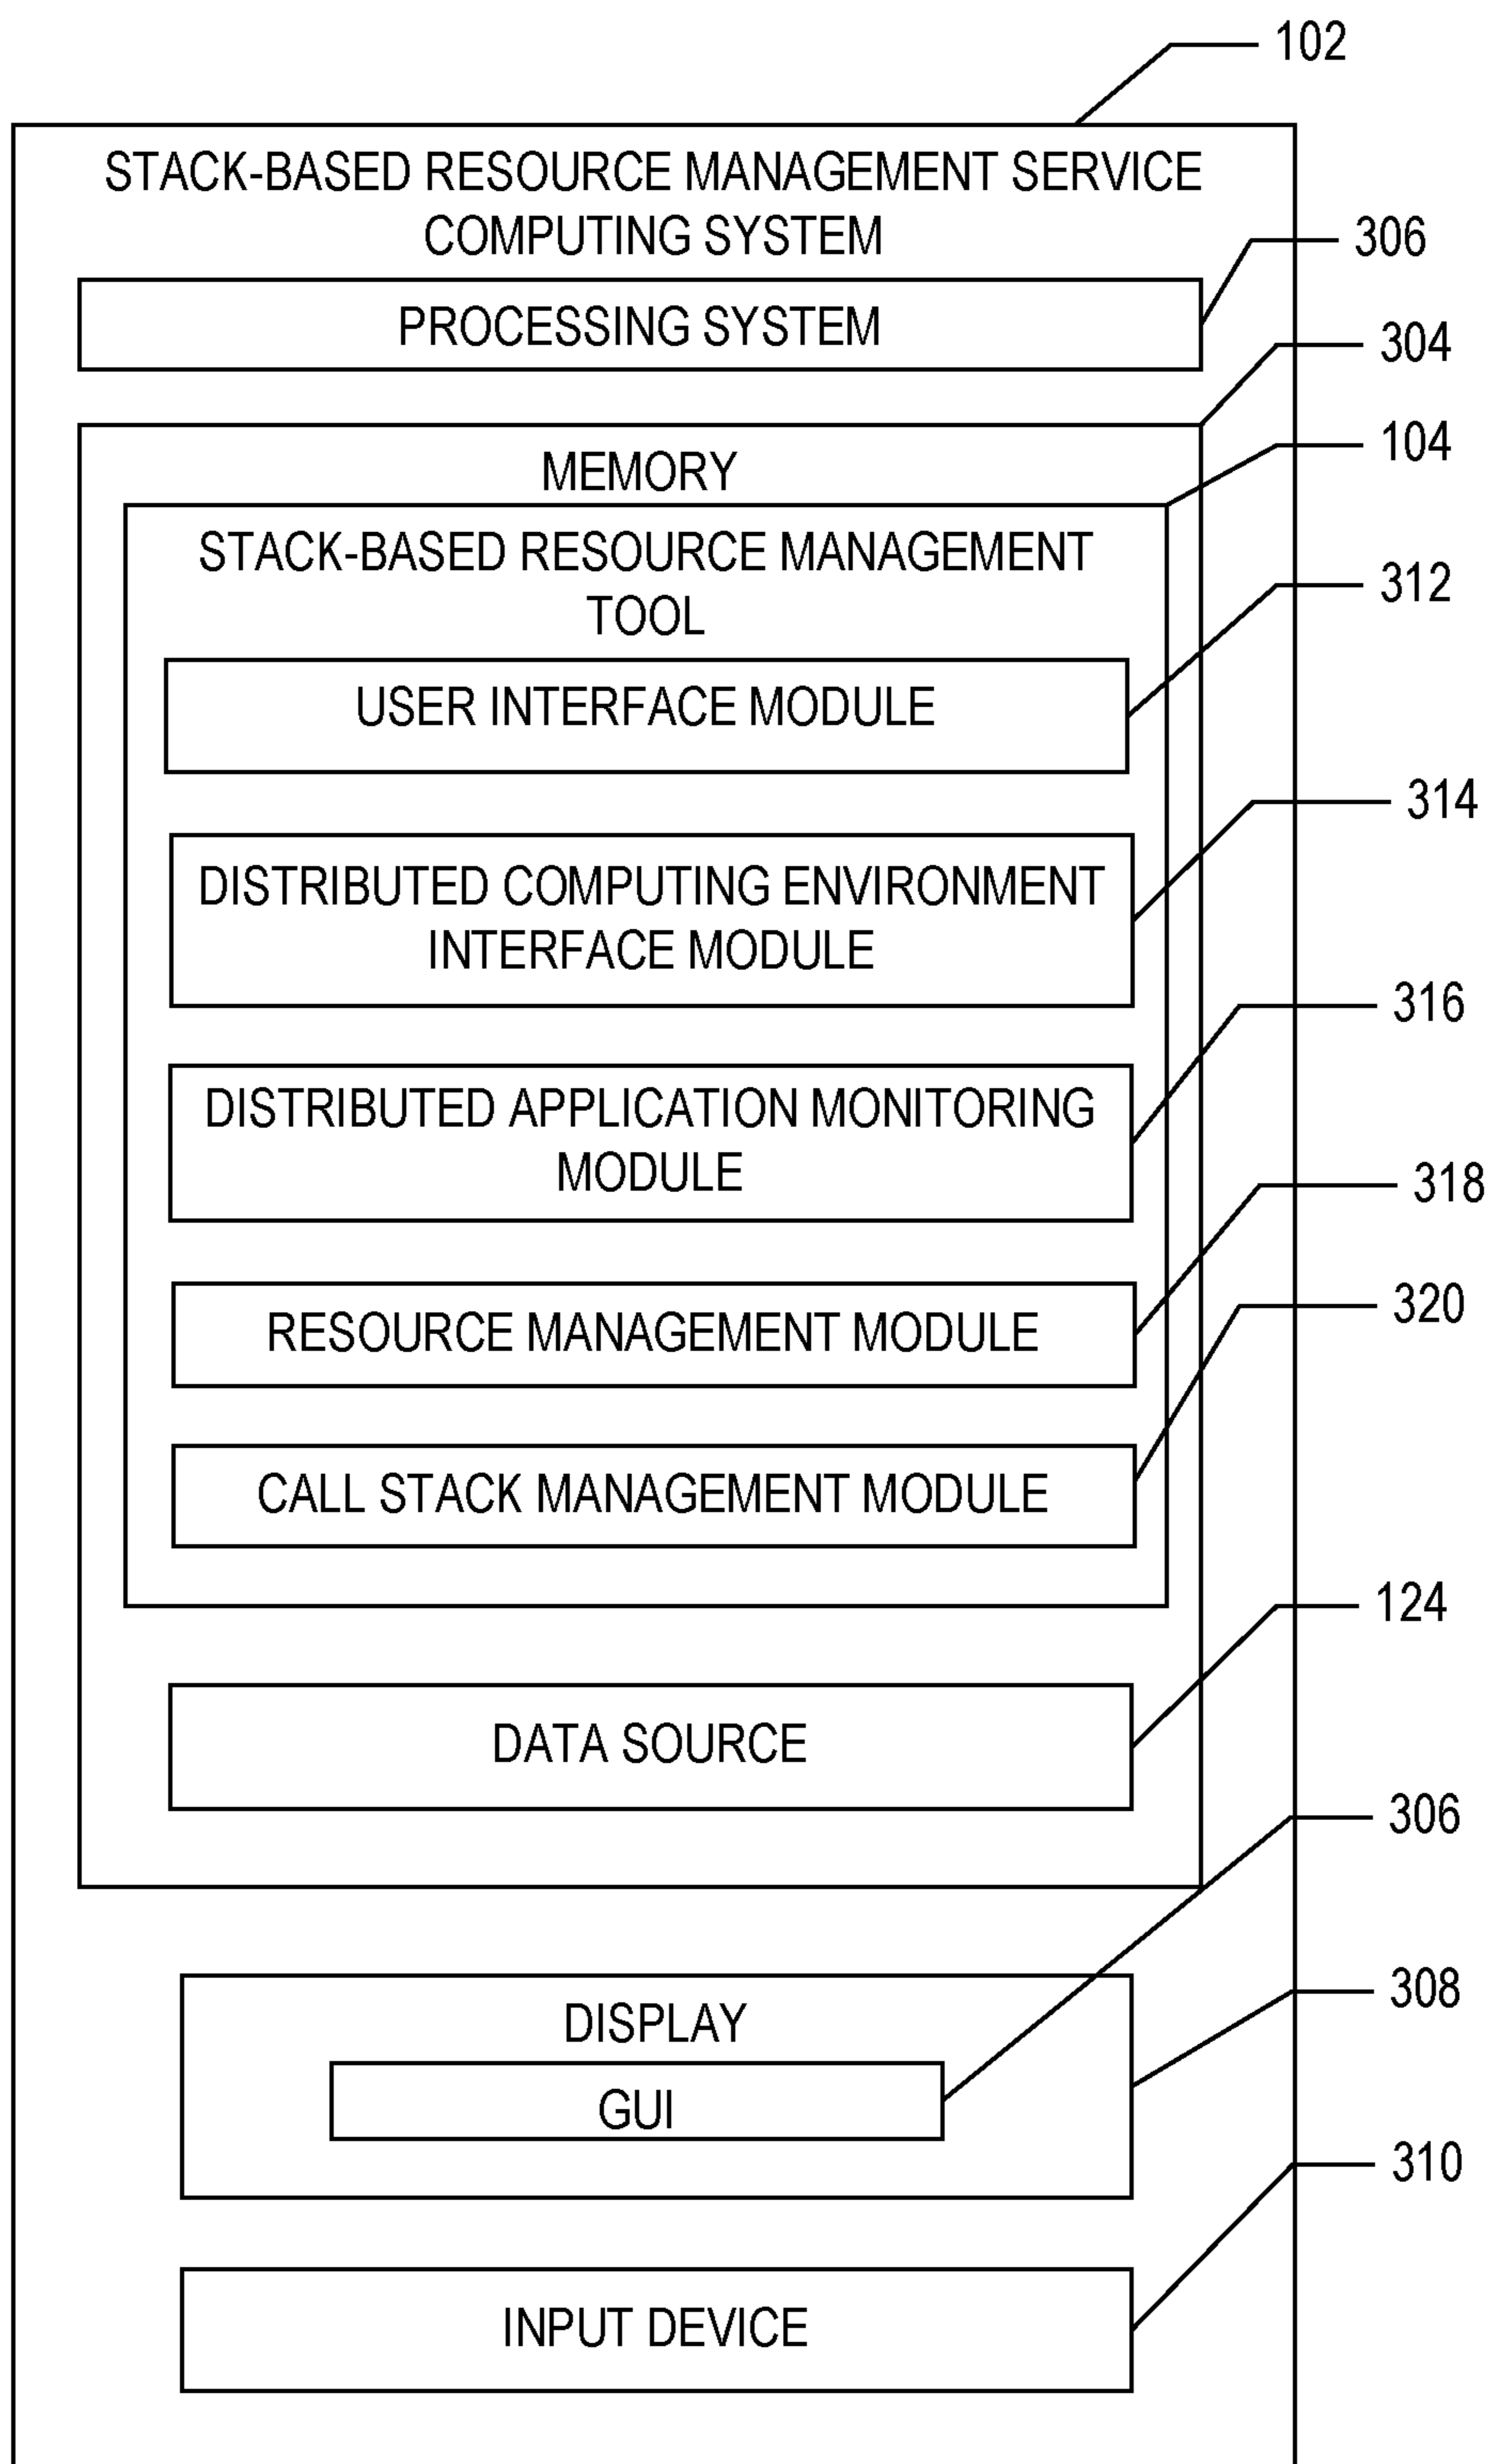 102
STACK-BASED RESOURCE MANAGEMENT SERVICE
COMPUTING SYSTEM
306
PROCESSING SYSTEM
304
MEMORY
104
STACK-BASED RESOURCE MANAGEMENT
TOOL
312
USER INTERFACE MODULE
314
DISTRIBUTED COMPUTING ENVIRONMENT
INTERFACE MODULE
316
DISTRIBUTED APPLICATION MONITORING
MODULE
318
RESOURCE MANAGEMENT MODULE
320
CALL STACK MANAGEMENT MODULE
124
DATA SOURCE
306
308
DISPLAY
GUI
310
INPUT DEVICE